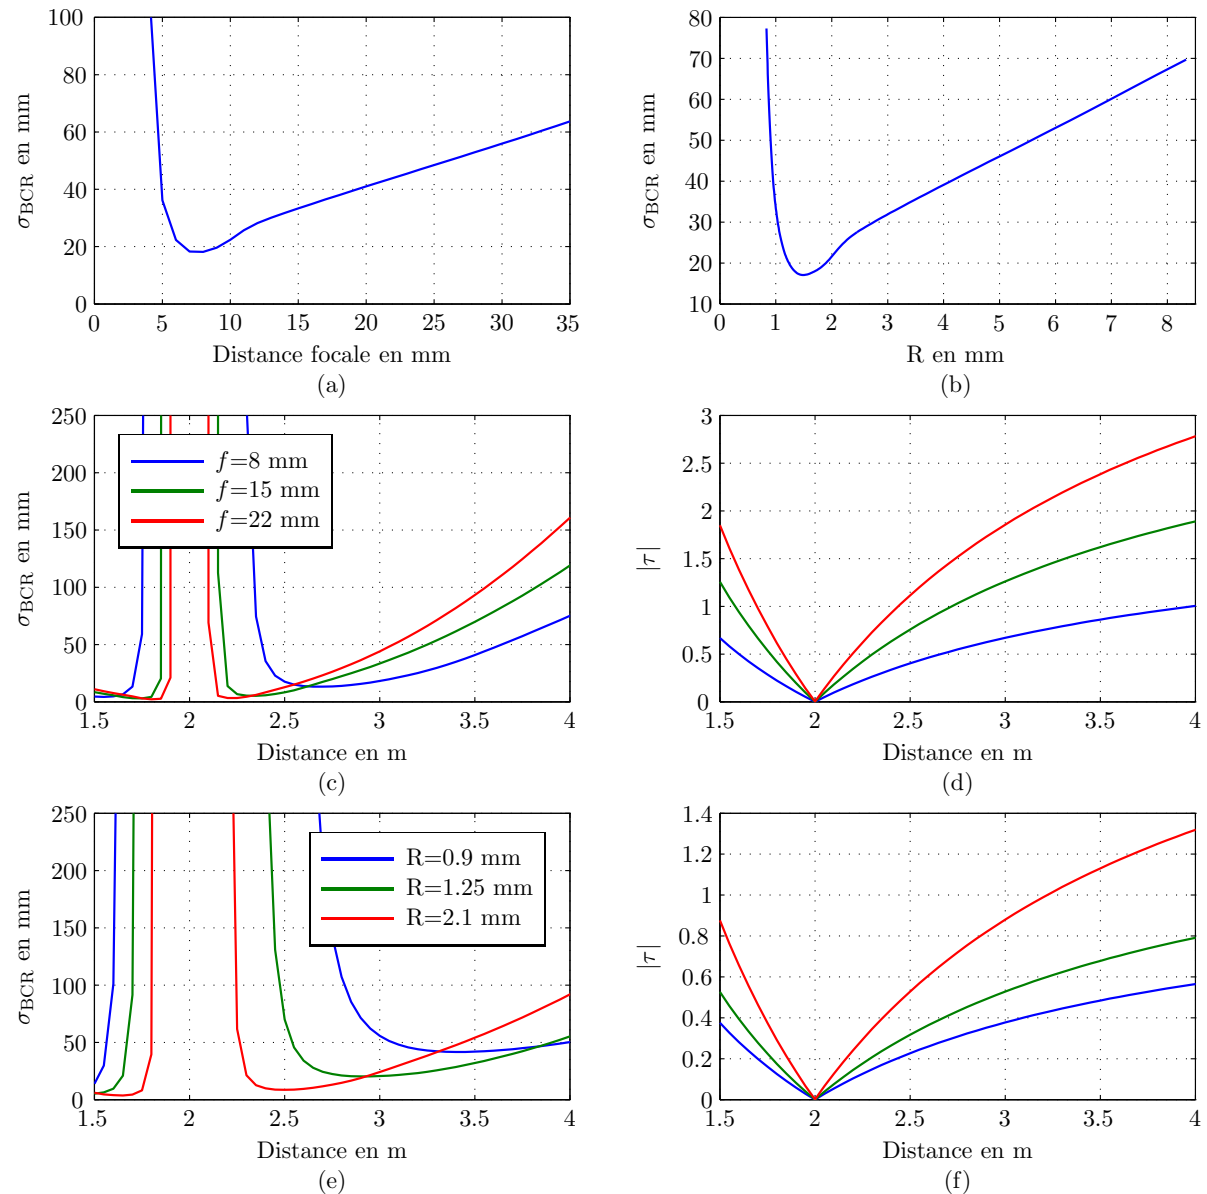 100
80
60
40
20
0
0 5 10 15 20 25 30 35
σBCR en mm
Distance focale en mm
(a)
80
70
60
50
40
30
20
10
0 1 2 3 4 5 6 7 8
σBCR en mm
R en mm
(b)
250
200
150
100
50
0
1.5 2 2.5 3 3.5 4
σBCR en mm
f=8 mm
f=15 mm
f=22 mm
Distance en m
(c)
3
2.5
2
1.5
1
0.5
0
1.5 2 2.5 3 3.5 4
|τ|
Distance en m
(d)
250
200
150
100
50
0
1.5 2 2.5 3 3.5 4
σBCR en mm
R=0.9 mm
R=1.25 mm
R=2.1 mm
Distance en m
(e)
1.4
1.2
1
0.8
0.6
0.4
0.2
0
1.5 2 2.5 3 3.5 4
|τ|
Distance en m
(f)